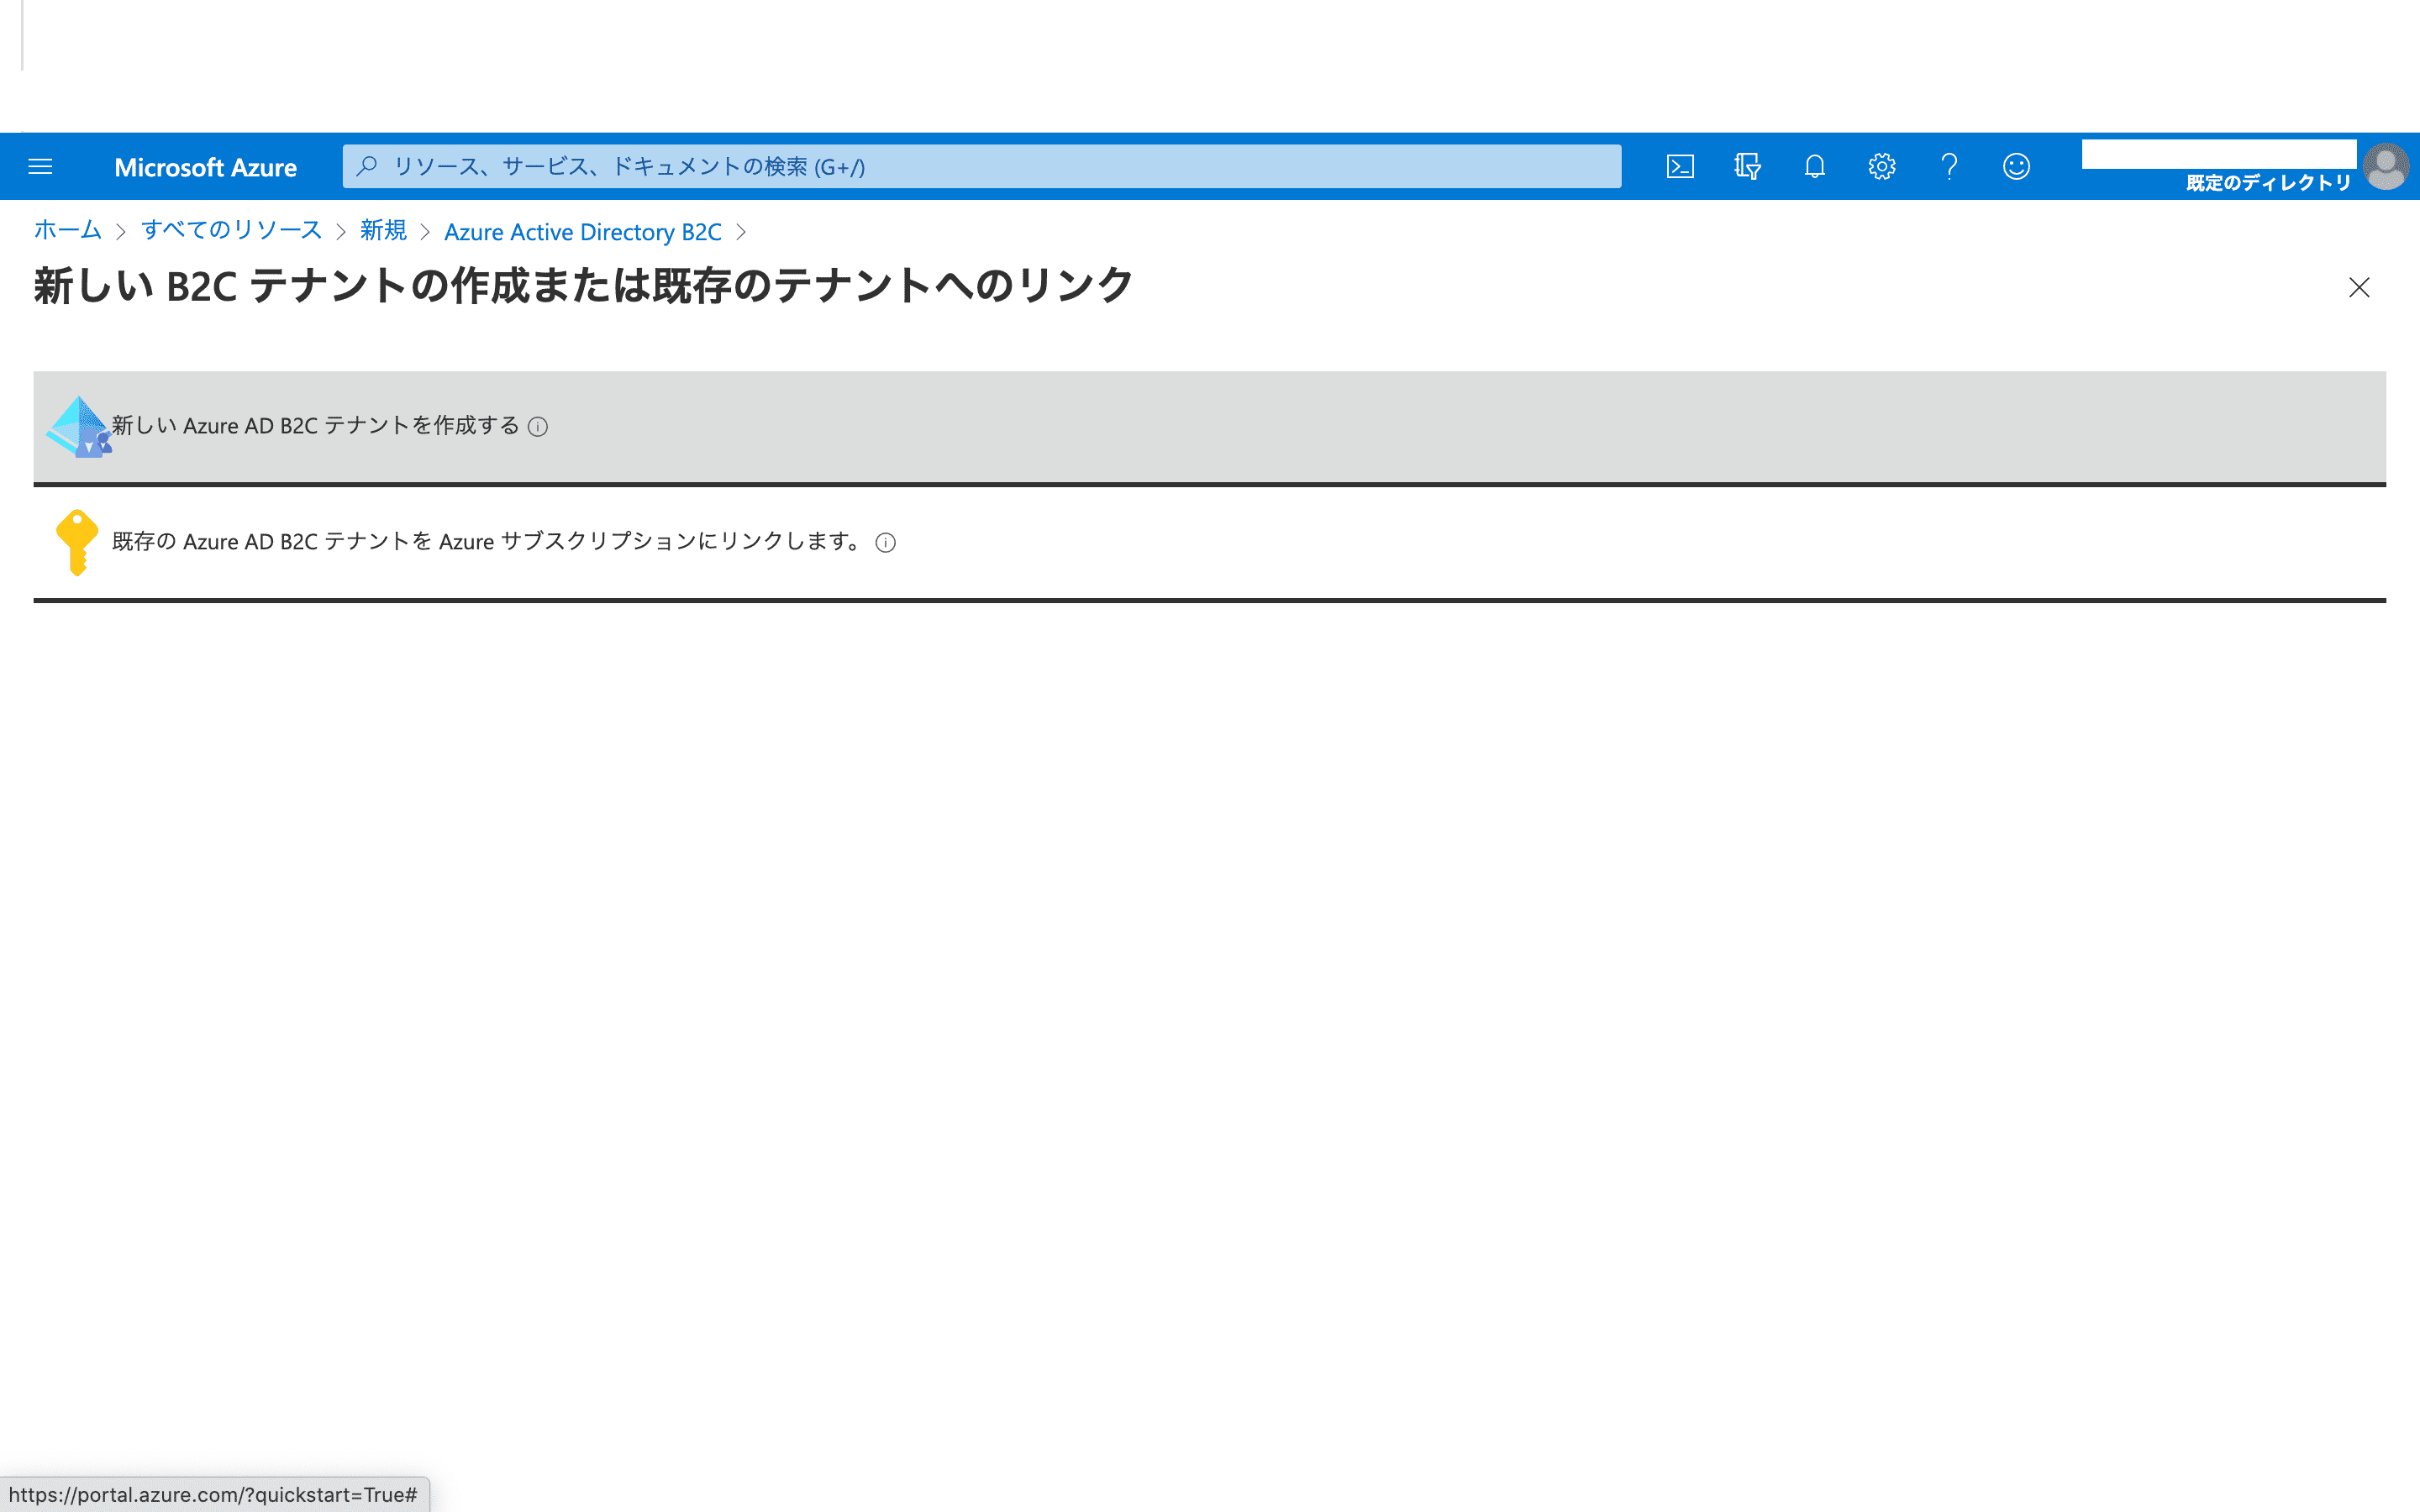 Microsoft Azure
リソース、サービス、ドキュメントの検索 (G+/)
既定のディレクトリ
ホーム > すべてのリソース > 新規 > Azure Active Directory B2C >
新しい B2C テナントの作成または既存のテナントへのリンク
新しい Azure AD B2C テナントを作成する
既存の Azure AD B2C テナントを Azure サブスクリプションにリンクします。
https://portal.azure.com/?quickstart=True#